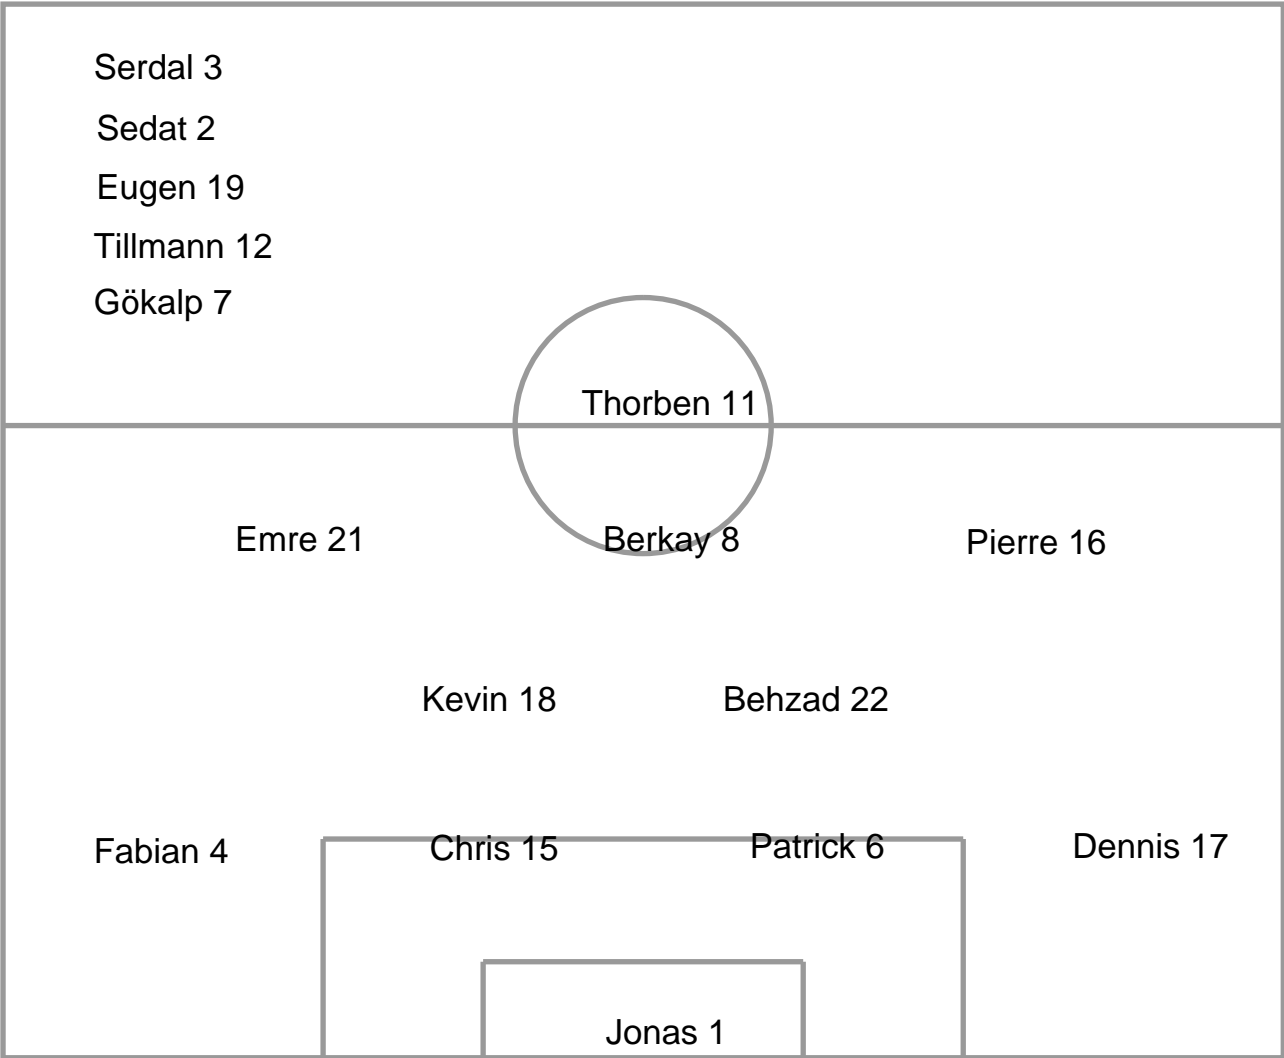 Serdal 3
Sedat 2
Eugen 19
Tillmann 12
Gökalp 7
Thorben 11
Emre 21 Berkay 8 Pierre 16
Kevin 18 Behzad 22
Fabian 4 Chris 15 Patrick 6 Dennis 17
Jonas 1